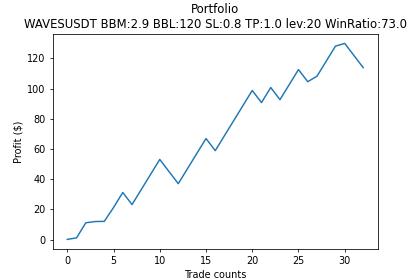 Portfolio
WAVESUSDT BBM:2.9 BBL:120 SL:0.8 TP:1.0 lev:20 WinRatio:73.0
120
100
80
60
40
20
0
Profit ($)
0 5 10 15 20 25 30
Trade counts